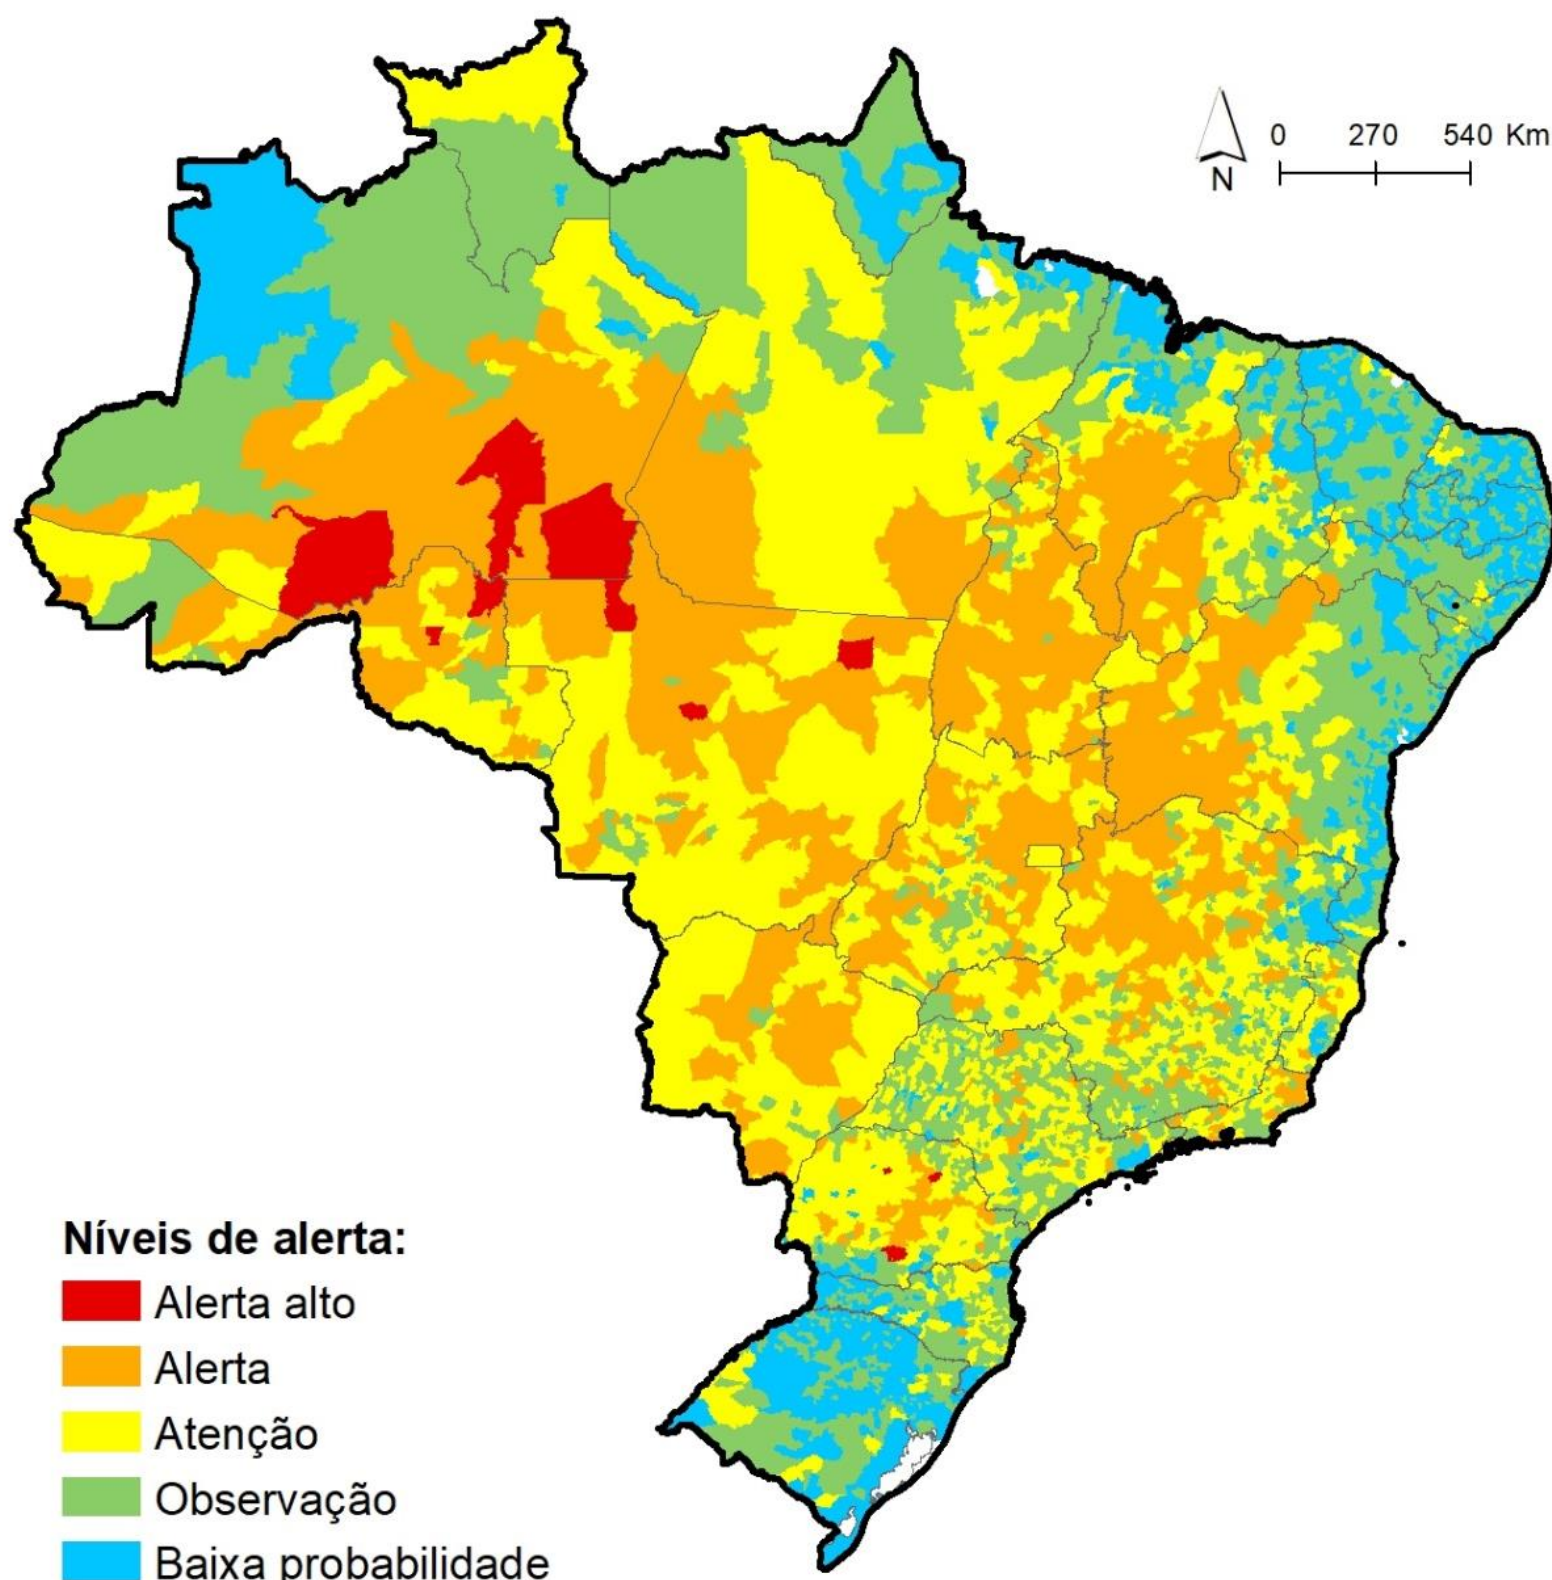 0 270 540 Km
N
Níveis de alerta:
Alerta alto
Alerta
Atenção
Observação
Baixa probabilidade